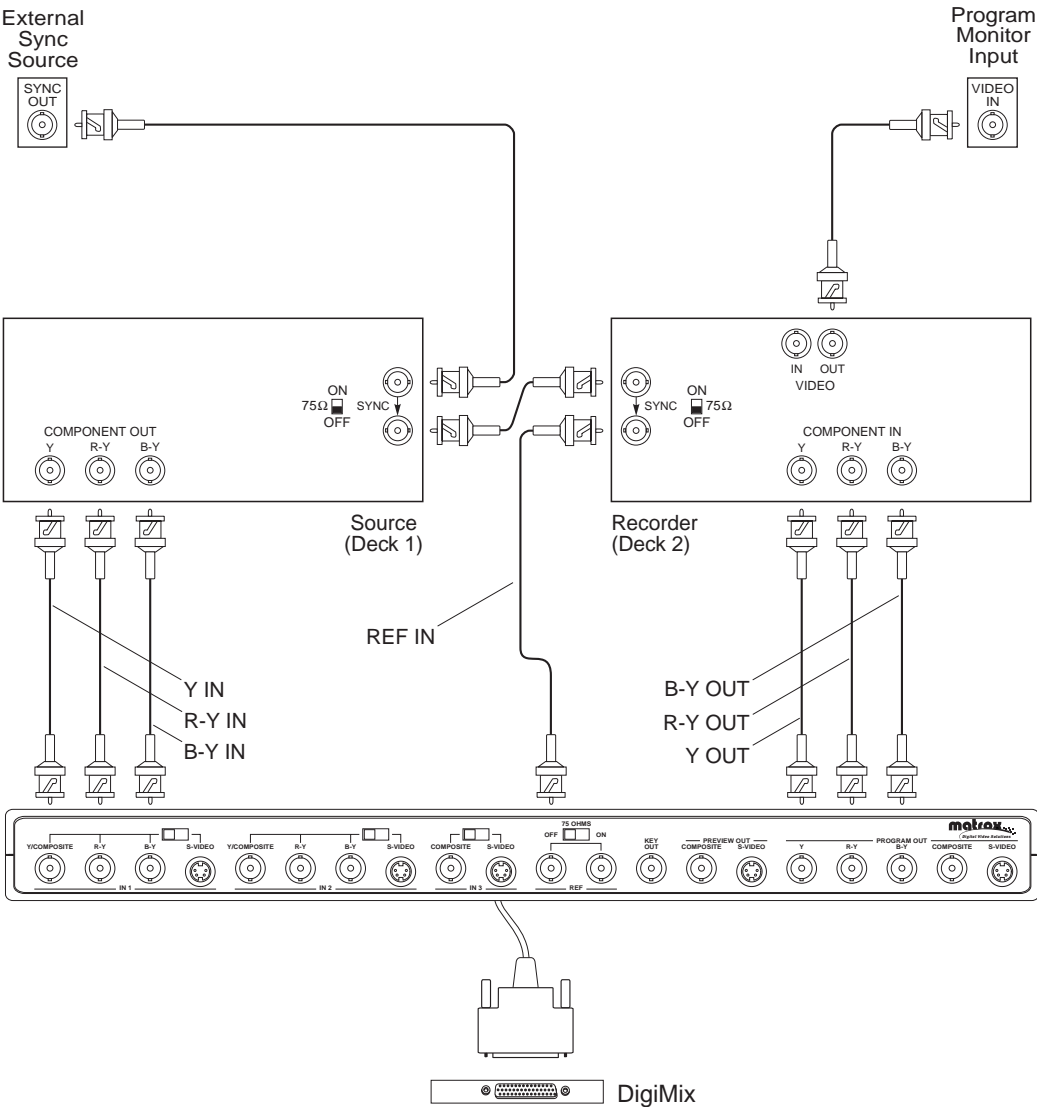 External
Sync
Source
Program
Monitor
Input
SYNC
OUT
VIDEO
IN
ON
75Ω
OFF
SYNC
COMPONENT OUT
Y R-Y B-Y
Source
(Deck 1)
IN OUT
VIDEO
SYNC
ON
75Ω
OFF
COMPONENT IN
Y R-Y B-Y
Recorder
(Deck 2)
REF IN
Y IN
R-Y IN
B-Y IN
B-Y OUT
R-Y OUT
Y OUT
Y/COMPOSITE R-Y B-Y S-VIDEO
IN 1
Y/COMPOSITE R-Y B-Y S-VIDEO
IN 2
COMPOSITE S-VIDEO
IN 3
75 OHMS
OFF ON
REF
KEY
OUT
PREVIEW OUT
COMPOSITE S-VIDEO
matrox
Digital Video Solutions
PROGRAM OUT
Y R-Y B-Y COMPOSITE S-VIDEO
DigiMix